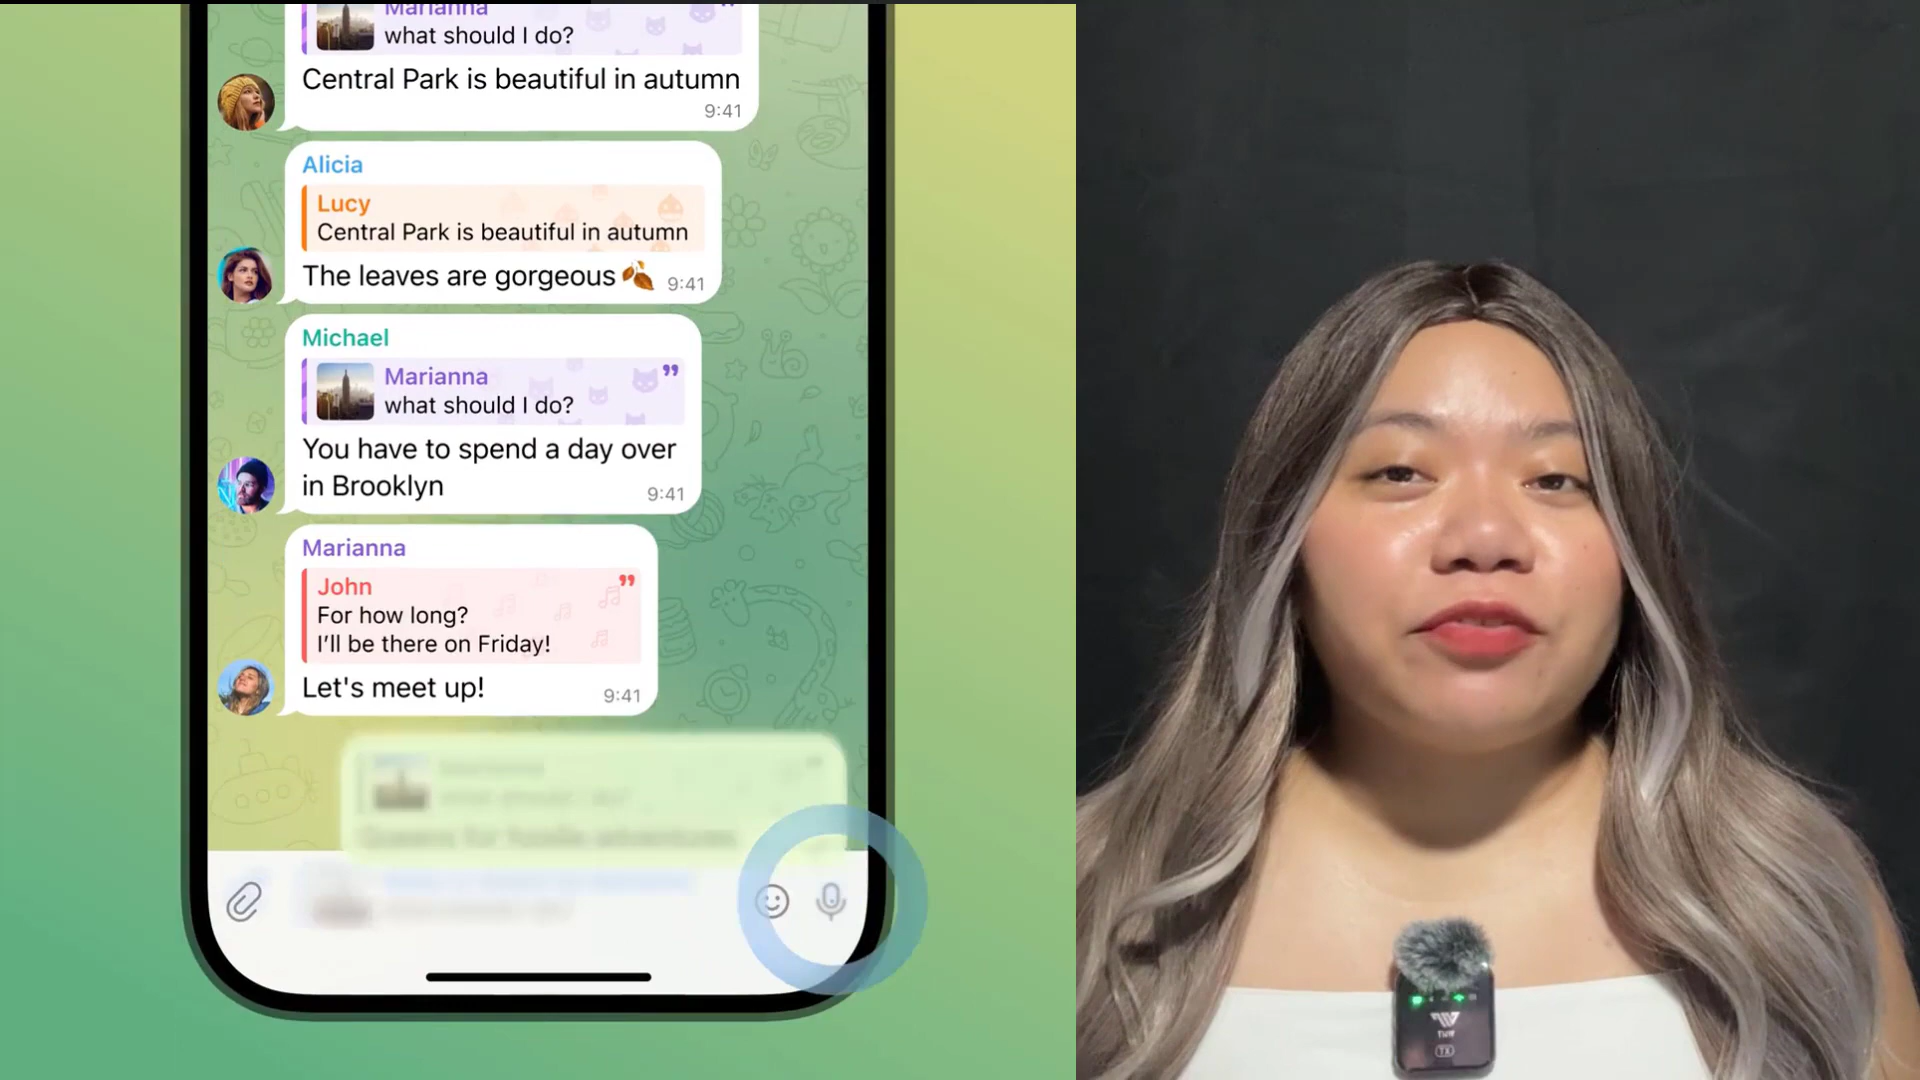 Marianna
what should I do?
Central Park is beautiful in autumn
9:41
Alicia
Lucy
Central Park is beautiful in autumn
The leaves are gorgeous
9:41
Michael
Marianna
what should I do?
You have to spend a day over
in Brooklyn
9:41
Marianna
John
For how long?
I'll be there on Friday!
Let's meet up!
9:41
TX